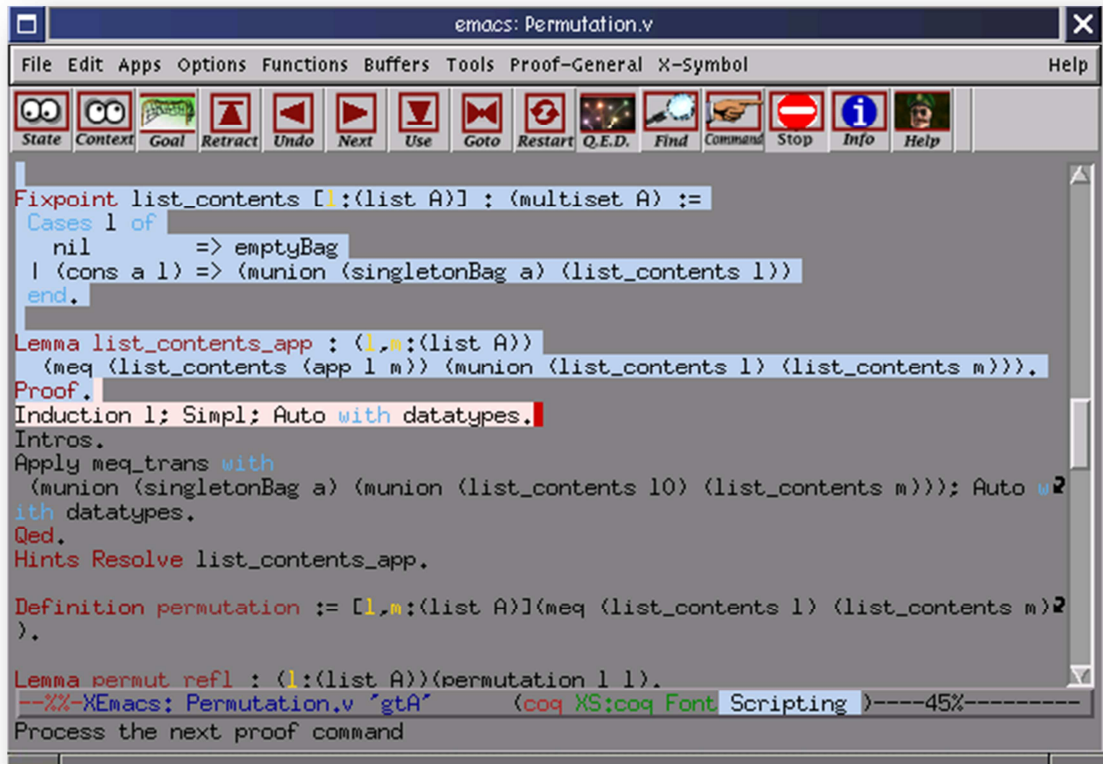 emacs: Permutation.v
File Edit Apps Options Functions Buffers Tools Proof-General X-Symbol Help
State Context Goal Retract Undo Next Use Goto Restart Q.E.D. Find Command Stop Info Help
Fixpoint list_contents [l:(list A)] : (multiset A) :=
Cases l of
nil => emptyBag
| (cons a l) => (munion (singletonBag a) (list_contents l))
end.
Lemma list_contents_app : (l,m:(list A))
(meq (list_contents (app l m)) (munion (list_contents l) (list_contents m))).
Proof.
Induction l; Simpl; Auto with datatypes.
Intros.
Apply meq_trans with
(munion (singletonBag a) (munion (list_contents l0) (list_contents m))); Auto w
ith datatypes.
Qed.
Hints Resolve list_contents_app.
Definition permutation := [l,m:(list A)](meq (list_contents l) (list_contents m)
).
Lemma permut_refl : (l:(list A))(permutation l l).
--%%-XEmacs: Permutation.v "gtA" (coq XS:coq Font Scripting )----45%---------
Process the next proof command